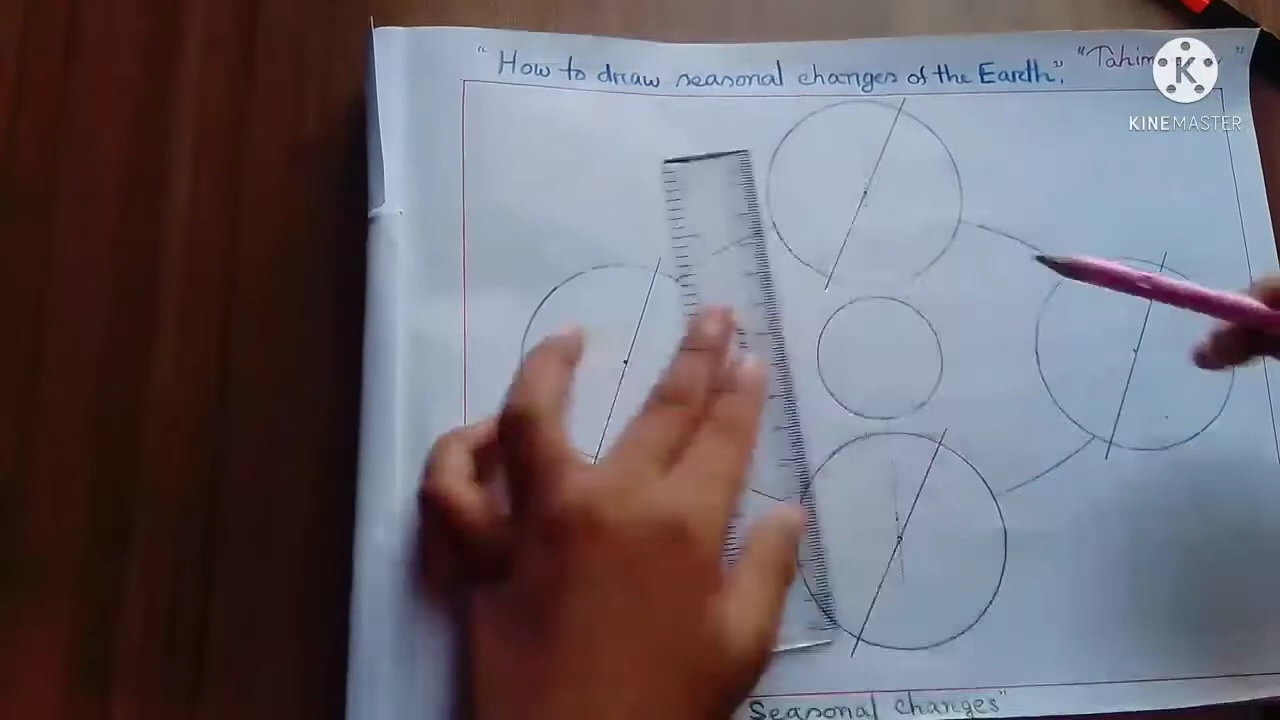 "How to draw seasonal changes of the Earth."
K
KINEMASTER
Seasonal changes"